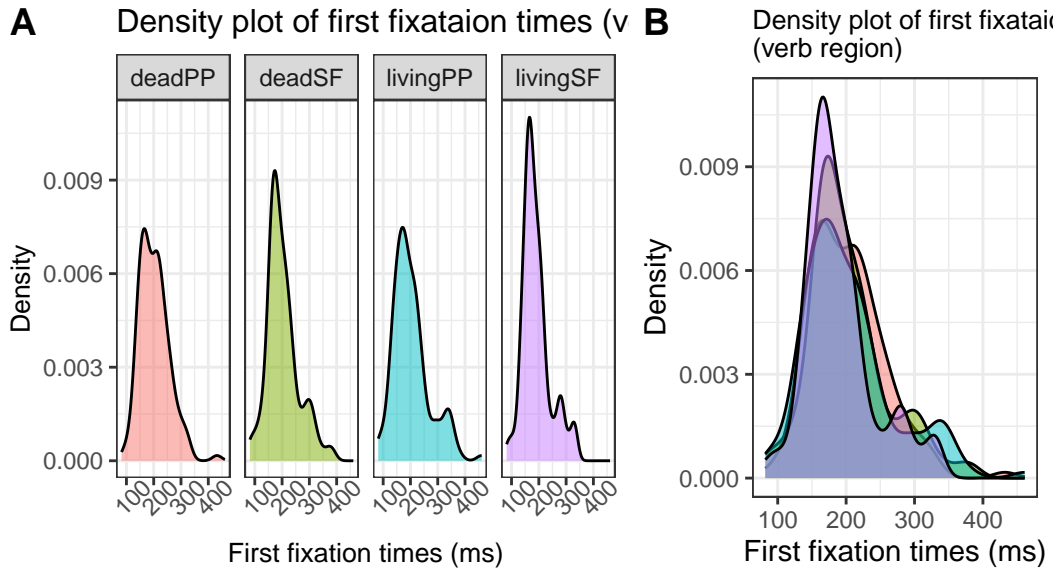 A
Density plot of first fixataion times (v
deadPP
deadSF
livingPP
livingSF
0.009
0.006
0.003
0.000
Density
100 200 300 400
100 200 300 400
100 200 300 400
100 200 300 400
First fixation times (ms)
B
Density plot of first fixataio
(verb region)
0.009
0.006
0.003
0.000
Density
100 200 300 400
First fixation times (ms)